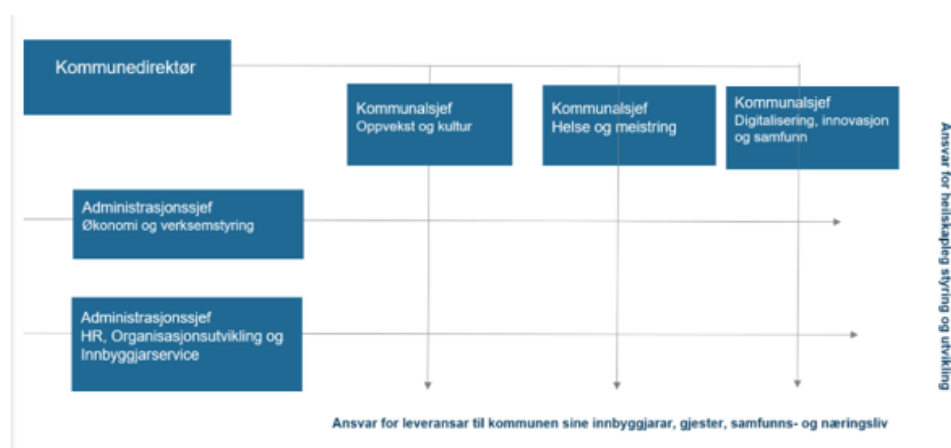 Kommunedirektør
Kommunalsjef
Oppvekst og kultur
Kommunalsjef
Helse og meistring
Kommunalsjef
Digitalisering, innovasjon
og samfunn
Administrasjonssjef
Økonomi og verksemstyring
Administrasjonssjef
HR, Organisasjonsutvikling og
Innbyggjarservice
Ansvar for heilskapleg styring og utvikling
Ansvar for leveransar til kommunen sine innbyggjarar, gjester, samfunns- og næringsliv